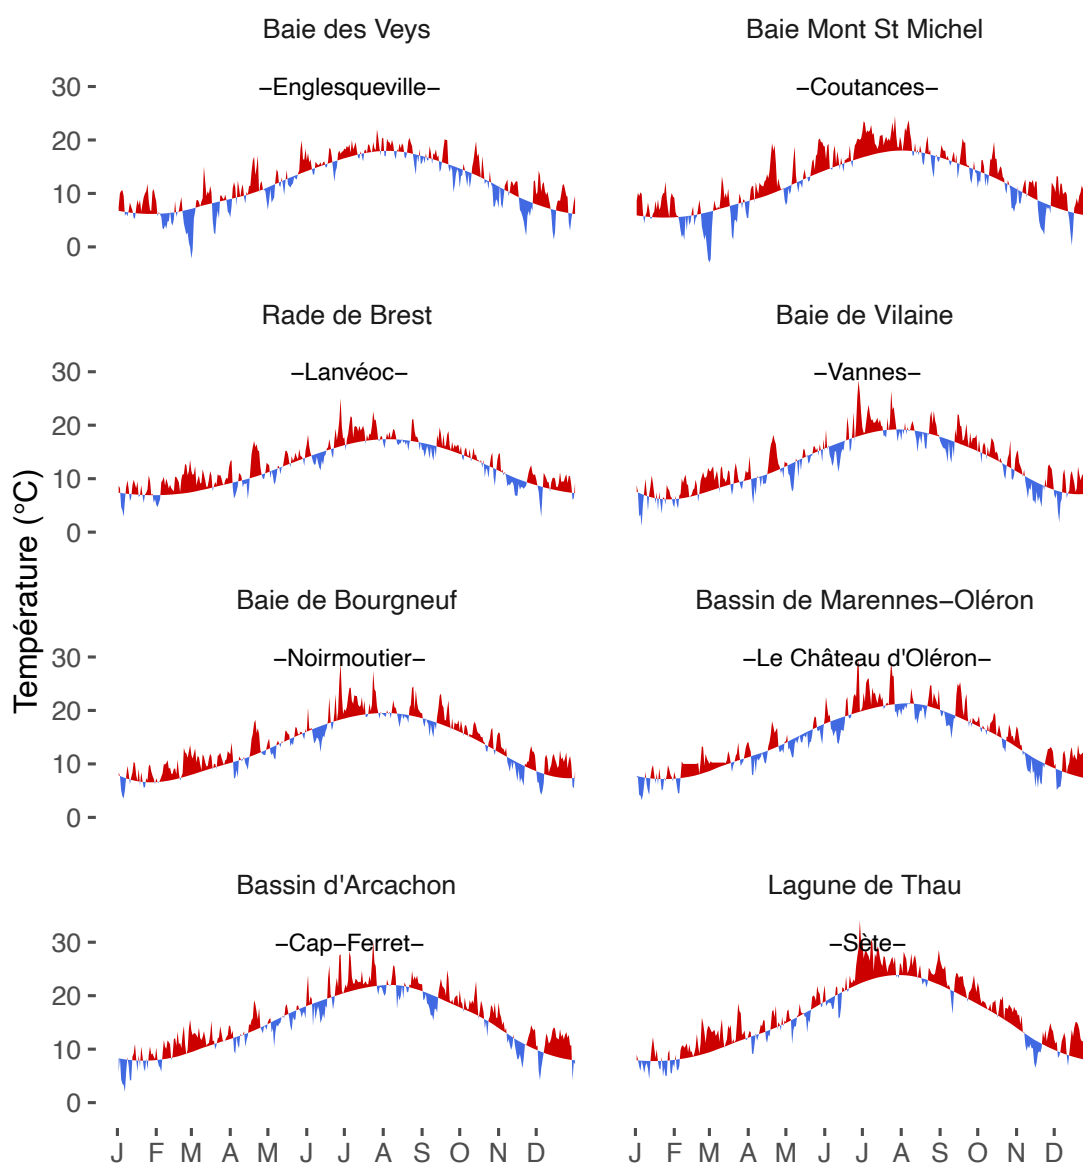 Baie des Veys
Baie Mont St Michel
−Englesqueville−
−Coutances−
30
20
10
0
Rade de Brest
Baie de Vilaine
−Lanvéoc−
−Vannes−
30
20
10
0
Température (°C)
Baie de Bourgneuf
Bassin de Marennes−Oléron
−Noirmoutier−
−Le Château d'Oléron−
30
20
10
0
Bassin d'Arcachon
Lagune de Thau
−Cap−Ferret−
−Sète−
30
20
10
0
J F M A M J J A S O N D
J F M A M J J A S O N D